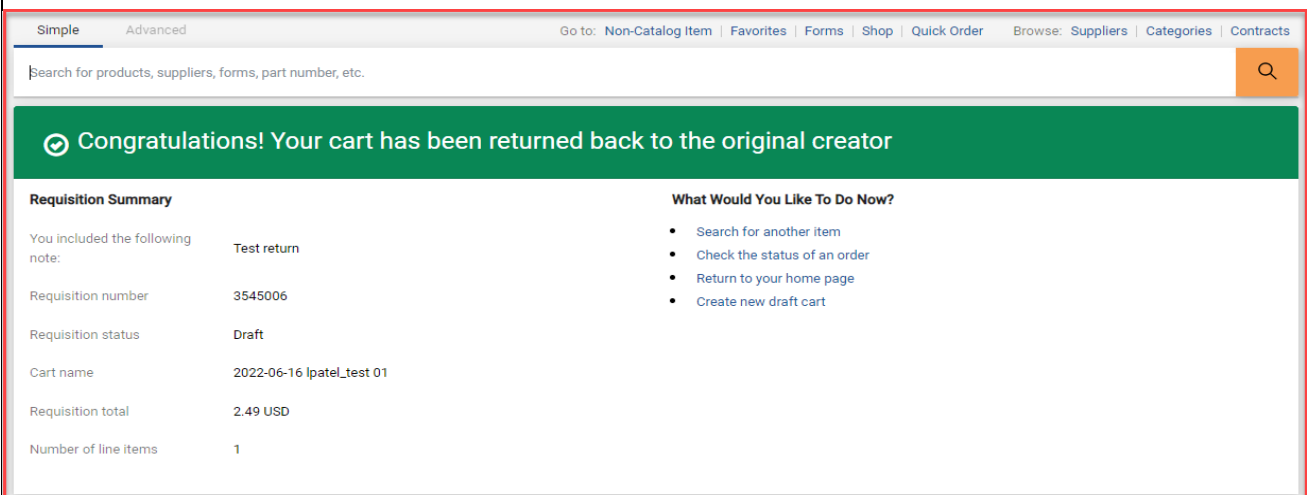 Simple Advanced Go to: Non-Catalog Item | Favorites | Forms | Shop | Quick Order Browse: Suppliers | Categories | Contracts
Search for products, suppliers, forms, part number, etc.
Congratulations! Your cart has been returned back to the original creator
Requisition Summary
You included the following
note:
Test return
Requisition number 3545006
Requisition status Draft
Cart name 2022-06-16 lpatel_test 01
Requisition total 2.49 USD
Number of line items 1
What Would You Like To Do Now?
• Search for another item
• Check the status of an order
• Return to your home page
• Create new draft cart